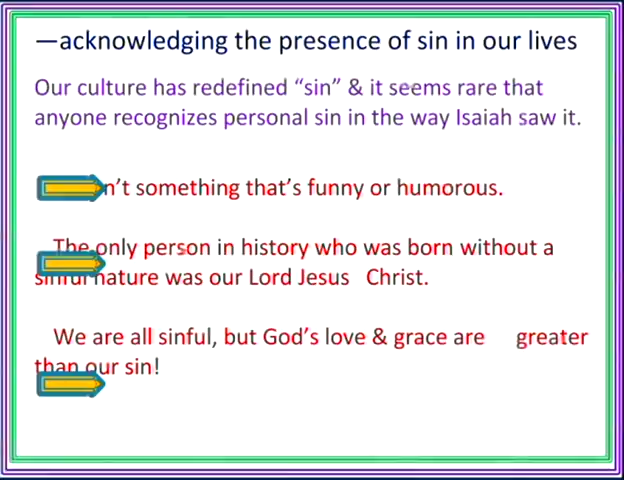 —acknowledging the presence of sin in our lives
Our culture has redefined “sin” & it seems rare that
anyone recognizes personal sin in the way Isaiah saw it.
n’t something that’s funny or humorous.
The only person in history who was born without a
sinful nature was our Lord Jesus Christ.
We are all sinful, but God’s love & grace are greater
than our sin!